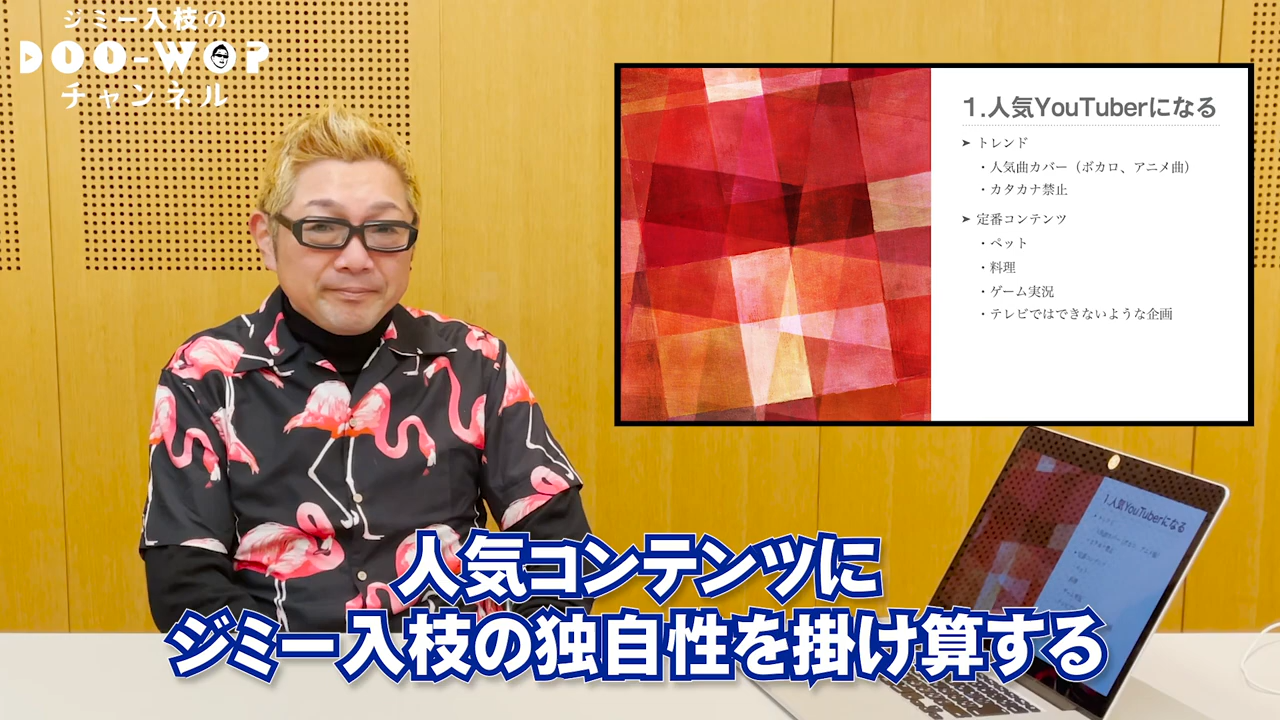 ジミー入枝の
DOO-WOP
チャンネル
1.人気YouTuberになる
➤ トレンド
・人気曲カバー（ボカロ、アニメ曲）
・カタカナ禁止
➤ 定番コンテンツ
・ペット
・料理
・ゲーム実況
・テレビではできないような企画
1.人気YouTuberになる
人気コンテンツに
ジミー入枝の独自性を掛け算する